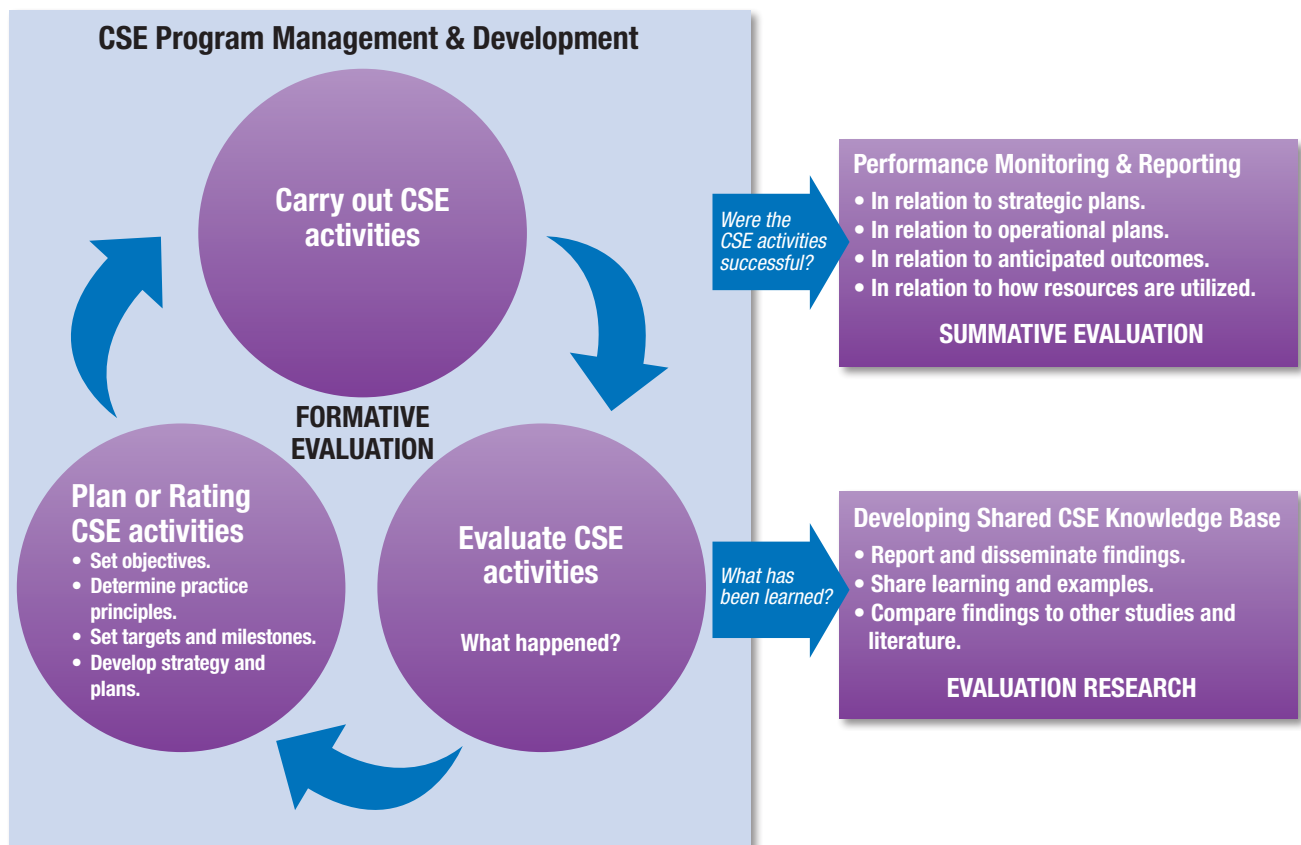 CSE Program Management & Development
Carry out CSE
activities
FORMATIVE
EVALUATION
Plan or Rating
CSE activities
• Set objectives.
• Determine practice
principles.
• Set targets and milestones.
• Develop strategy and
plans.
Evaluate CSE
activities
What happened?
Were the
CSE activities
successful?
Performance Monitoring & Reporting
• In relation to strategic plans.
• In relation to operational plans.
• In relation to anticipated outcomes.
• In relation to how resources are utilized.
SUMMATIVE EVALUATION
What has
been learned?
Developing Shared CSE Knowledge Base
• Report and disseminate findings.
• Share learning and examples.
• Compare findings to other studies and
literature.
EVALUATION RESEARCH